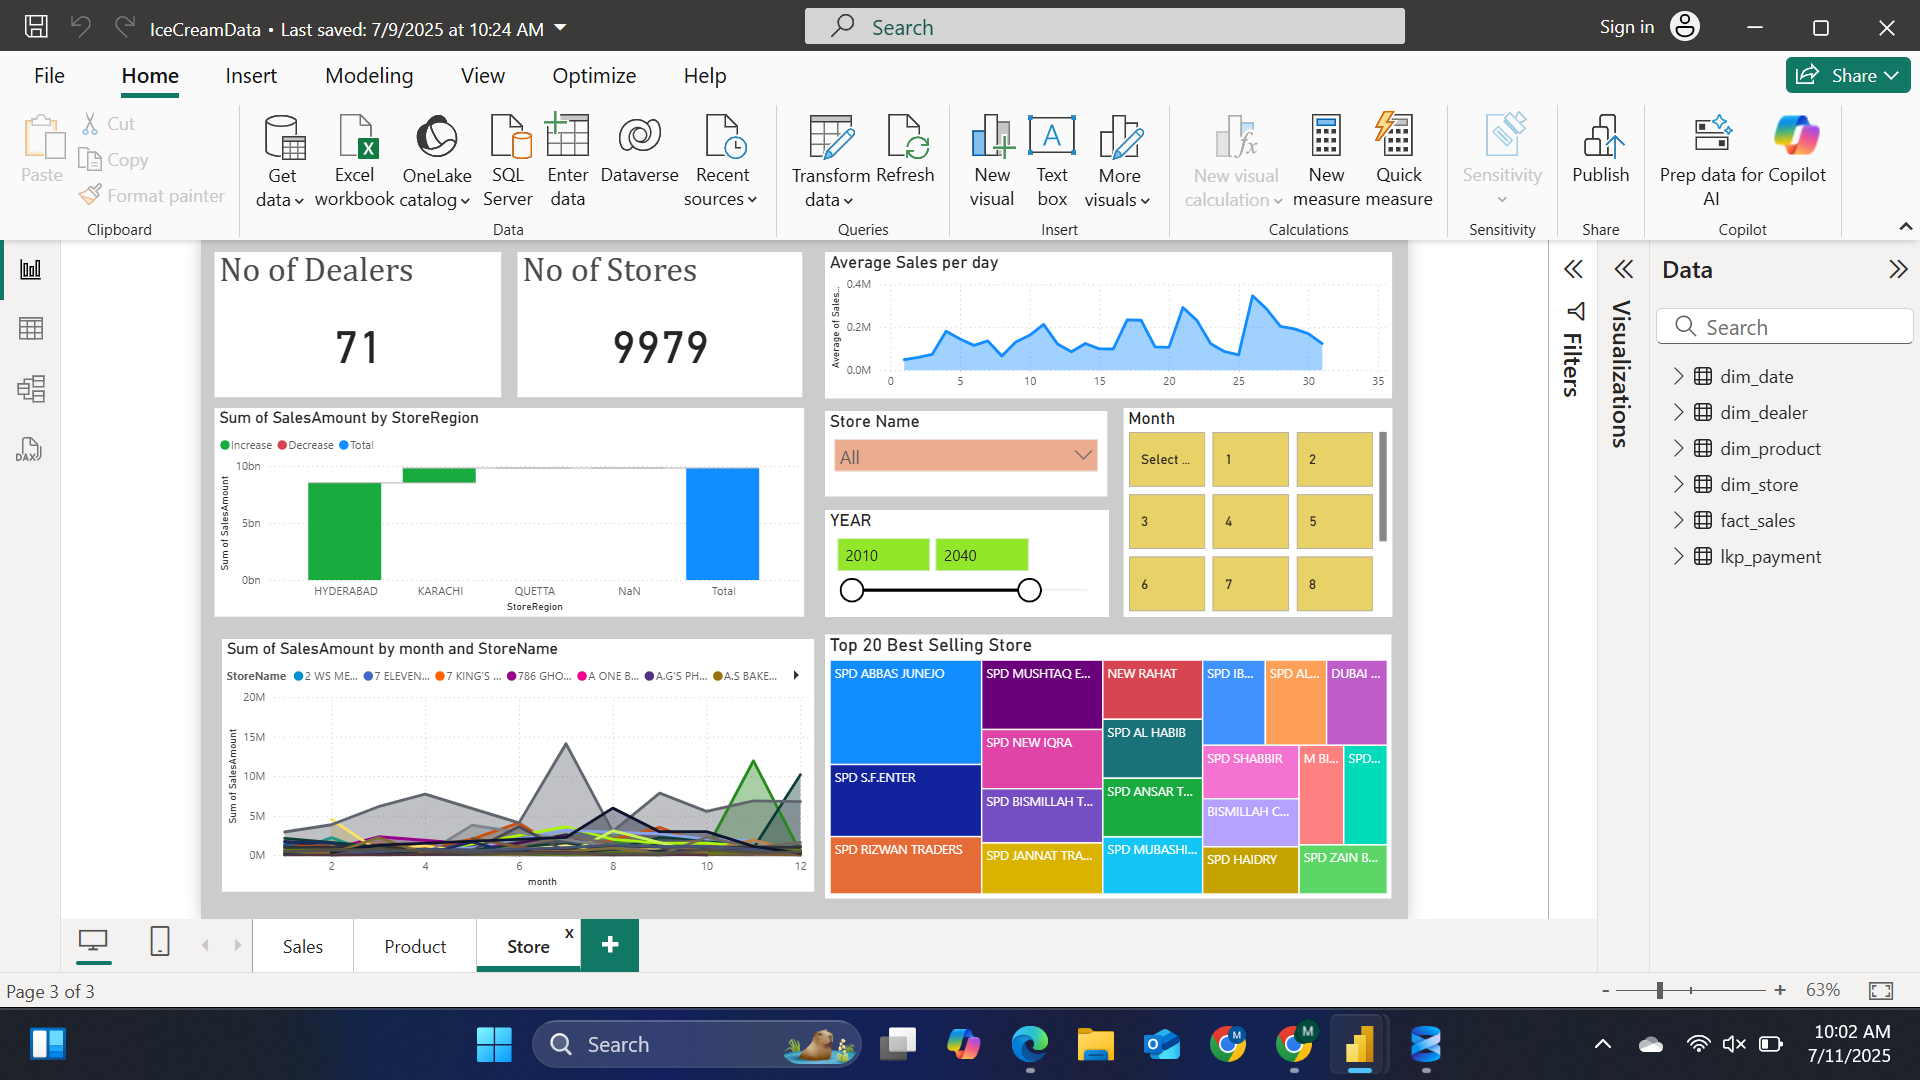 IceCreamData • Last saved: 7/9/2025 at 10:24 AM
Search
Sign in
File Home Insert Modeling View Optimize Help
Share
Paste
Cut
Copy
Format painter
Clipboard
Get data
Excel workbook
OneLake catalog
SQL Server
Enter data
Dataverse
Recent sources
Data
Transform data
Refresh
Queries
New visual
Text box
More visuals
Insert
New visual calculation
New measure
Quick measure
Calculations
Sensitivity
Sensitivity
Publish
Share
Prep data for AI
Copilot
Copilot
No of Dealers
71
No of Stores
9979
Average Sales per day
Average of Sales...
0.4M
0.2M
0.0M
0 5 10 15 20 25 30 35
Sum of SalesAmount by StoreRegion
Increase Decrease Total
Sum of SalesAmount
10bn
5bn
0bn
HYDERABAD KARACHI QUETTA NaN Total
StoreRegion
Store Name
All
YEAR
2010 2040
Month
Select ... 1 2
3 4 5
6 7 8
Sum of SalesAmount by month and StoreName
StoreName 2 WS ME... 7 ELEVEN... 7 KING'S ... 786 GHO... A ONE B... A.G'S PH... A.S BAKE...
Sum of SalesAmount
20M
15M
10M
5M
0M
2 4 6 8 10 12
month
Top 20 Best Selling Store
SPD ABBAS JUNEJO
SPD S.F.ENTER
SPD RIZWAN TRADERS
SPD MUSHTAQ E...
SPD NEW IQRA
SPD BISMILLAH T...
SPD JANNAT TRA...
NEW RAHAT
SPD AL HABIB
SPD ANSAR T...
SPD MUBASHI...
SPD IB...
SPD AL...
DUBAI ...
SPD SHABBIR
BISMILLAH C...
SPD HAIDRY
M BI...
SPD...
SPD ZAIN B...
Filters
Visualizations
Data
Search
dim_date
dim_dealer
dim_product
dim_store
fact_sales
lkp_payment
DAX
Sales Product Store x +
Page 3 of 3
- + 63%
Search
M
M
10:02 AM
7/11/2025